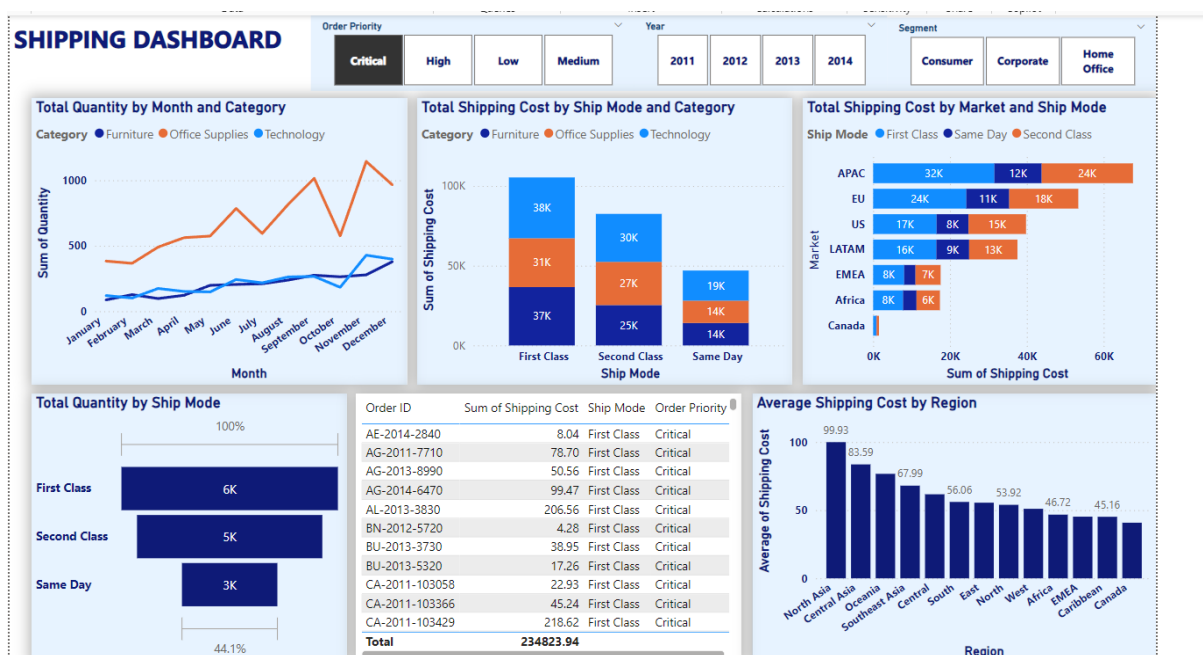 SHIPPING DASHBOARD
Order Priority
Critical High Low Medium
Year
2011 2012 2013 2014
Segment
Consumer Corporate Home
Office
Total Quantity by Month and Category
Category Furniture Office Supplies Technology
Sum of Quantity
1000
500
0
January February March April May June July August September October November December
Month
Total Shipping Cost by Ship Mode and Category
Category Furniture Office Supplies Technology
Sum of Shipping Cost
100K
50K
0K
38K
31K
37K
30K
27K
25K
19K
14K
14K
First Class Second Class Same Day
Ship Mode
Total Shipping Cost by Market and Ship Mode
Ship Mode First Class Same Day Second Class
Market
APAC 32K 12K 24K
EU 24K 11K 18K
US 17K 8K 15K
LATAM 16K 9K 13K
EMEA 8K 7K
Africa 8K 6K
Canada
0K 20K 40K 60K
Sum of Shipping Cost
Total Quantity by Ship Mode
100%
First Class 6K
Second Class 5K
Same Day 3K
44.1%
Order ID Sum of Shipping Cost Ship Mode Order Priority
AE-2014-2840 8.04 First Class Critical
AG-2011-7710 78.70 First Class Critical
AG-2013-8990 50.56 First Class Critical
AG-2014-6470 99.47 First Class Critical
AL-2013-3830 206.56 First Class Critical
BN-2012-5720 4.28 First Class Critical
BU-2013-3730 38.95 First Class Critical
BU-2013-5320 17.26 First Class Critical
CA-2011-103058 22.93 First Class Critical
CA-2011-103366 45.24 First Class Critical
CA-2011-103429 218.62 First Class Critical
Total 234823.94
Average Shipping Cost by Region
Average of Shipping Cost
100
50
0
99.93 83.59 67.99 56.06 53.92 46.72 45.16
North Asia Central Asia Oceania Southeast Asia Central South East North West Africa EMEA Caribbean Canada
Region